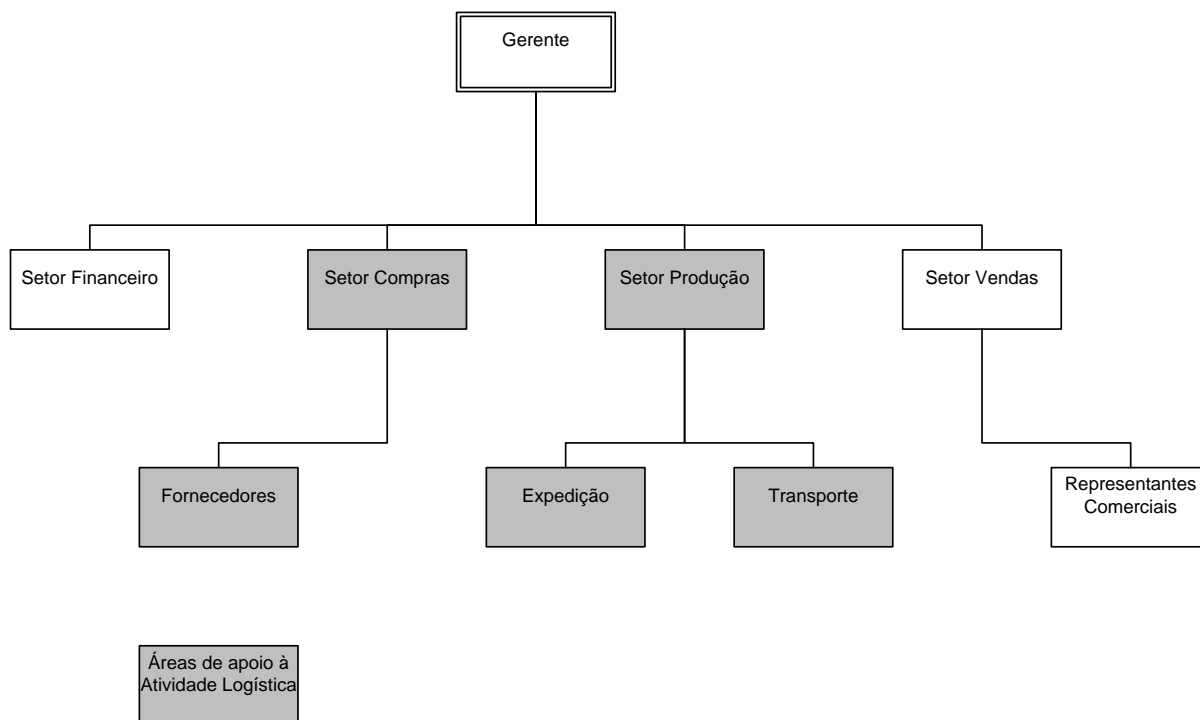 Gerente
Setor Financeiro
Setor Compras
Setor Produção
Setor Vendas
Fornecedores
Expedição
Transporte
Representantes
Comerciais
Áreas de apoio à
Atividade Logística